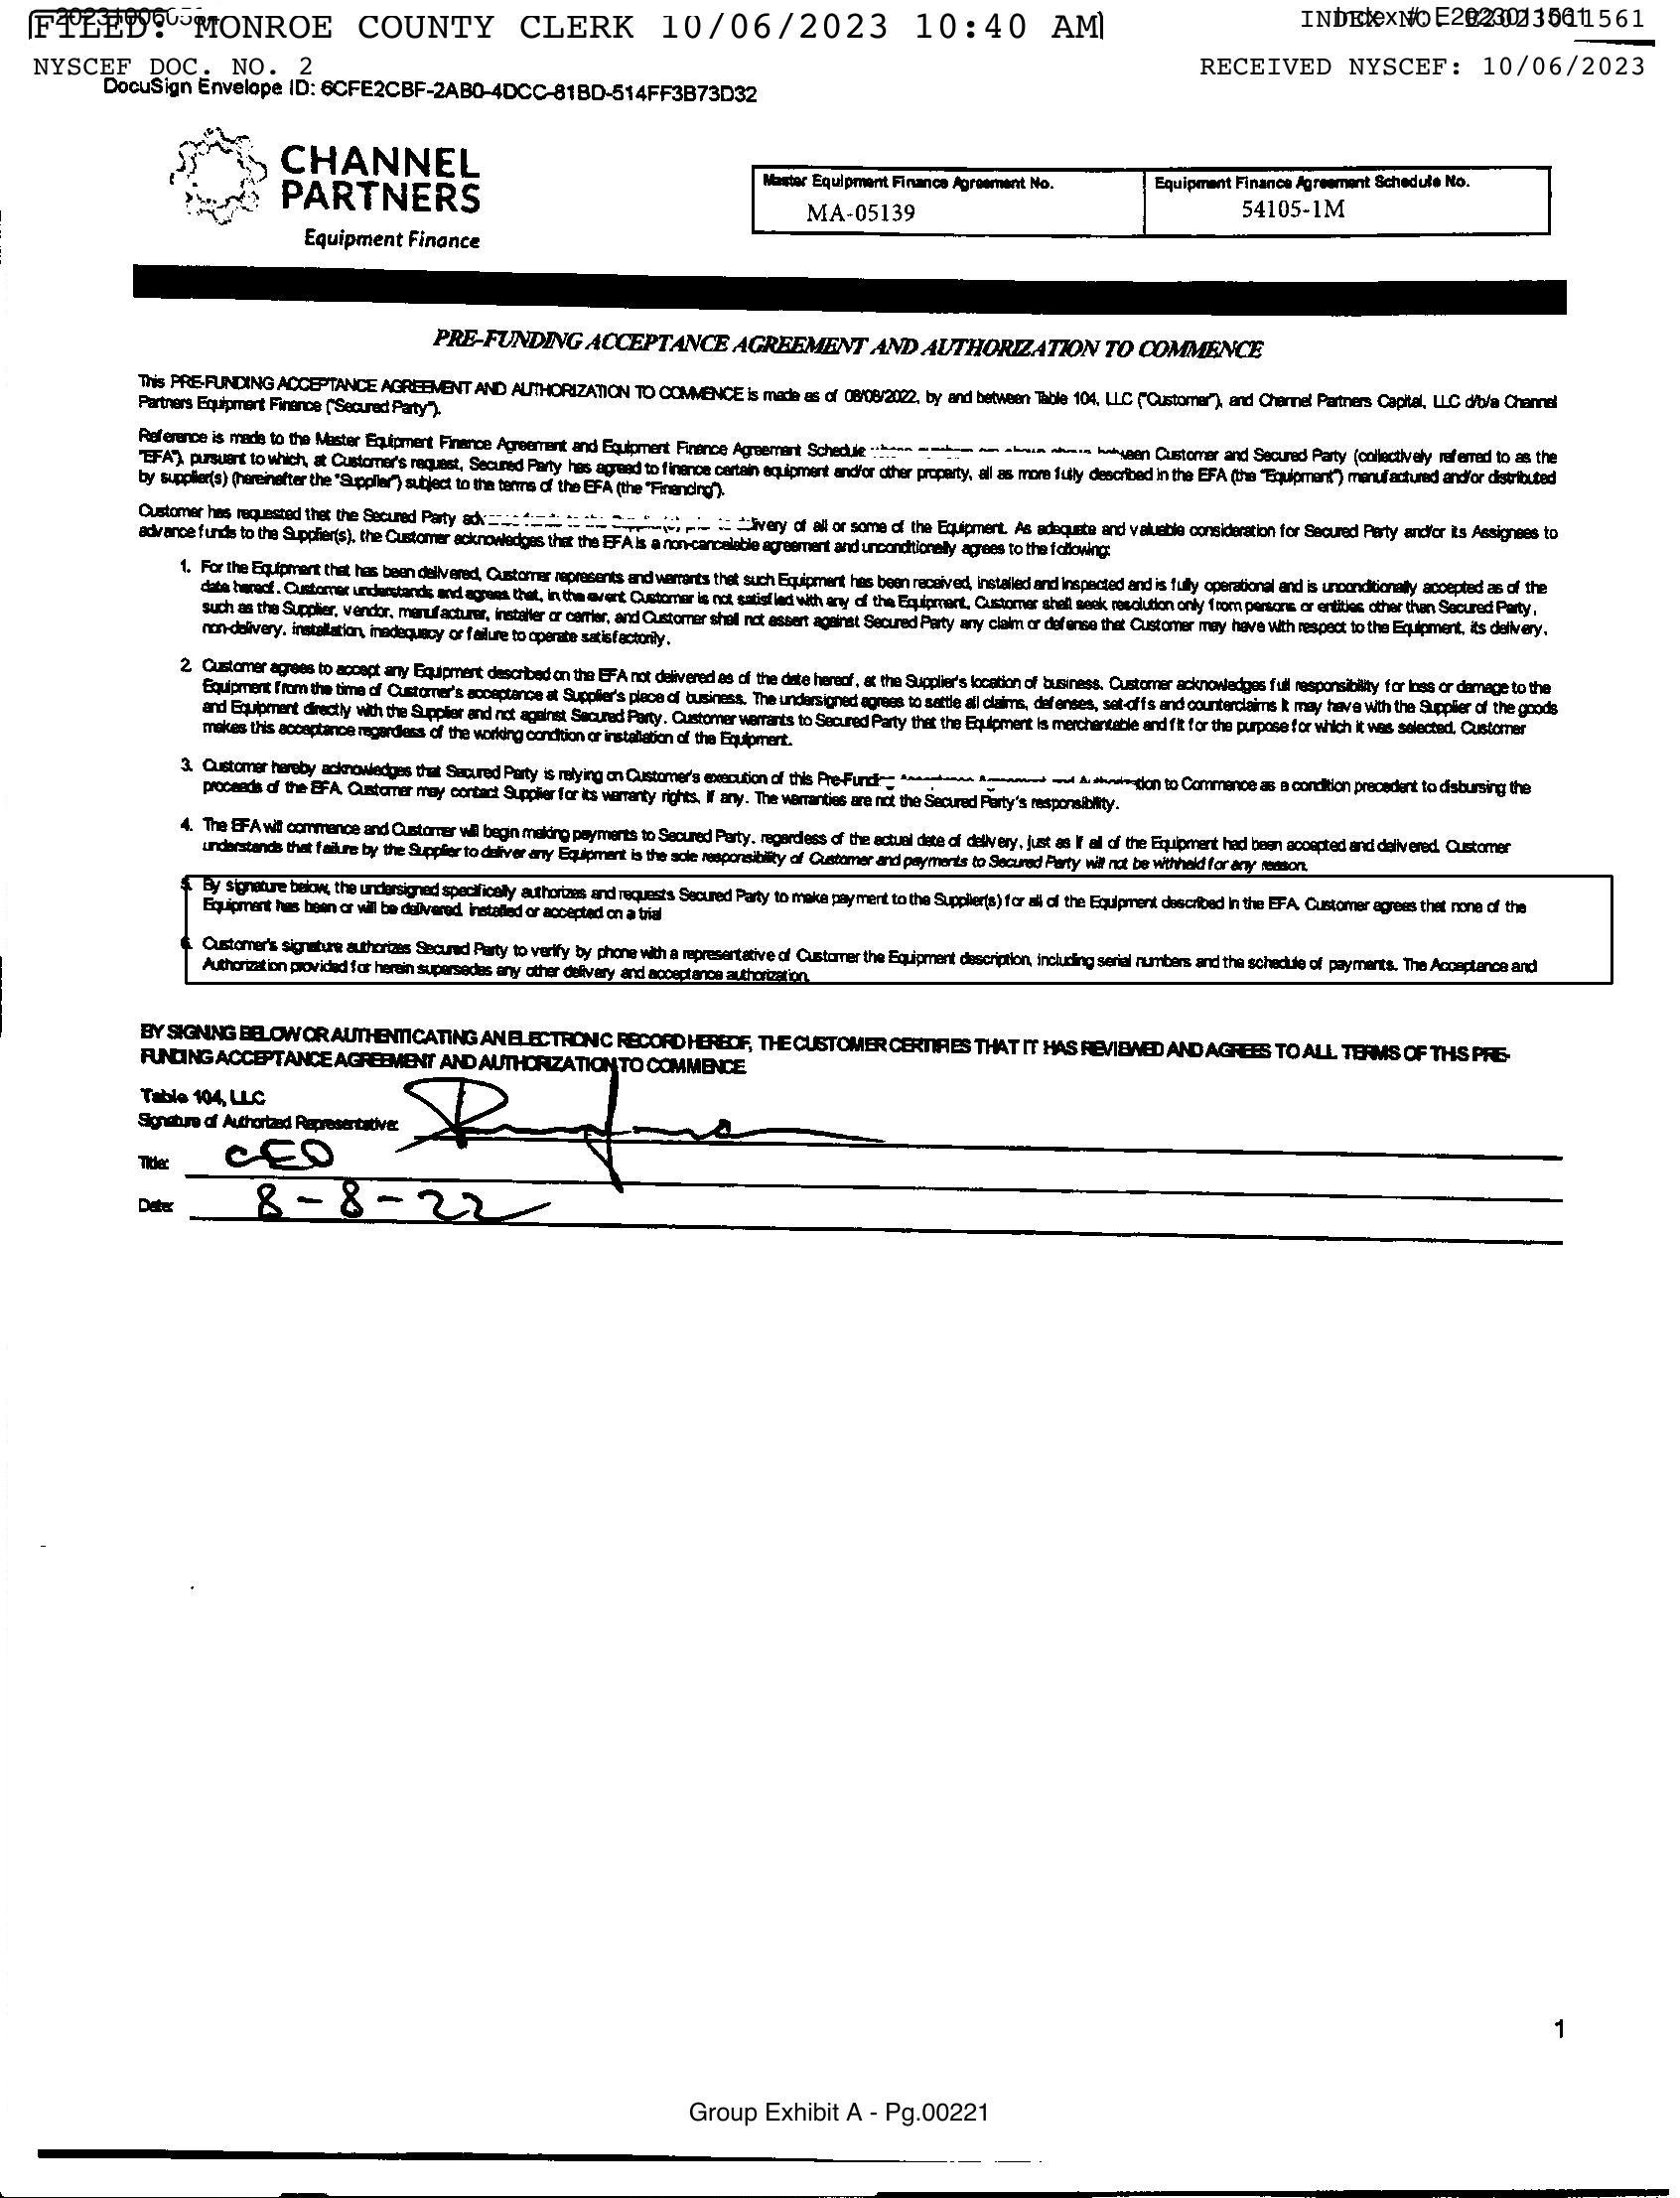 FILED: MONROE COUNTY CLERK 10/06/2023 10:40 AM
INDEX NO. E2023011561
NYSCEF DOC. NO. 2
RECEIVED NYSCEF: 10/06/2023
DocuSign Envelope ID: 6CFE2CBF-2AB0-4DCC-81BD-514FF3B73D32
CHANNEL
PARTNERS
Equipment Finance
Master Equipment Finance Agreement No.
MA-05139
Equipment Finance Agreement Schedule No.
54105-1M
PRE-FUNDING ACCEPTANCE AGREEMENT AND AUTHORIZATION TO COMMENCE
This PRE-FUNDING ACCEPTANCE AGREEMENT AND AUTHORIZATION TO COMMENCE is made as of 08/08/2022, by and between Table 104, LLC ("Customer"), and Channel Partners Capital, LLC d/b/a Channel
Partners Equipment Finance ("Secured Party").
Reference is made to the Master Equipment Finance Agreement and Equipment Finance Agreement Schedule between Customer and Secured Party (collectively referred to as the
"EFA"), pursuant to which, at Customer's request, Secured Party has agreed to finance certain equipment and/or other property, all as more fully described in the EFA (the "Equipment") manufactured and/or distributed
by supplier(s) (hereinafter the "Supplier") subject to the terms of the EFA (the "Financing").
Customer has requested that the Secured Party delivery of all or some of the Equipment. As adequate and valuable consideration for Secured Party and/or its Assignees to
advance funds to the Supplier(s), the Customer acknowledges that the EFA is a non-cancelable agreement and unconditionally agrees to the following:
1. For the Equipment that has been delivered, Customer represents and warrants that such Equipment has been received, installed and inspected and is fully operational and is unconditionally accepted as of the
date hereof. Customer understands and agrees that, in the event Customer is not satisfied with any of the Equipment, Customer shall seek resolution only from persons or entities other than Secured Party,
such as the Supplier, vendor, manufacturer, installer or carrier, and Customer shall not assert against Secured Party any claim or defense that Customer may have with respect to the Equipment, its delivery,
non-delivery, installation, inadequacy or failure to operate satisfactorily.
2. Customer agrees to accept any Equipment described on the EFA not delivered as of the date hereof, at the Supplier's location of business. Customer acknowledges full responsibility for loss or damage to the
Equipment from the time of Customer's acceptance at Supplier's place of business. The undersigned agrees to settle all claims, defenses, set-offs and counterclaims it may have with the Supplier of the goods
and Equipment directly with the Supplier and not against Secured Party. Customer warrants to Secured Party that the Equipment is merchantable and fit for the purpose for which it was selected. Customer
makes this acceptance regardless of the working condition or installation of the Equipment.
3. Customer hereby acknowledges that Secured Party is relying on Customer's execution of this Pre-Funding Acceptance Agreement and Authorization to Commence as a condition precedent to disbursing the
proceeds of the EFA. Customer may contact Supplier for its warranty rights, if any. The warranties are not the Secured Party's responsibility.
4. The EFA will commence and Customer will begin making payments to Secured Party, regardless of the actual date of delivery, just as if all of the Equipment had been accepted and delivered. Customer
understands that failure by the Supplier to deliver any Equipment is the sole responsibility of Customer and payments to Secured Party will not be withheld for any reason.
5. By signature below, the undersigned specifically authorizes and requests Secured Party to make payment to the Supplier(s) for all of the Equipment described in the EFA. Customer agrees that none of the
Equipment has been or will be delivered, installed or accepted on a trial
6. Customer's signature authorizes Secured Party to verify by phone with a representative of Customer the Equipment description, including serial numbers and the schedule of payments. The Acceptance and
Authorization provided for herein supersedes any other delivery and acceptance authorization.
BY SIGNING BELOW OR AUTHENTICATING AN ELECTRONIC RECORD HEREOF, THE CUSTOMER CERTIFIES THAT IT HAS REVIEWED AND AGREES TO ALL TERMS OF THIS PRE-
FUNDING ACCEPTANCE AGREEMENT AND AUTHORIZATION TO COMMENCE
Table 104, LLC
Signature of Authorized Representative:
Title: CEO
Date: 8-8-22
1
Group Exhibit A - Pg.00221